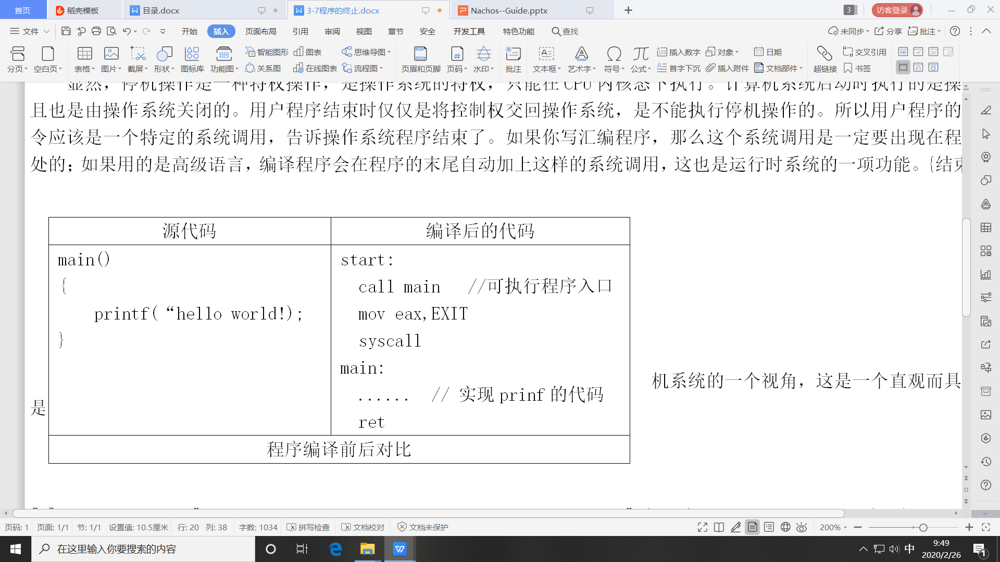 首页
稻壳模板
目录.docx
3-7程序的终止.docx
Nachos--Guide.pptx
3
访客登录
文件
开始
插入
页面布局
引用
审阅
视图
章节
安全
开发工具
特色功能
查找
未同步
分享
批注
分页
空白页
表格
图片
截屏
形状
图标库
功能图
智能图形
图表
关系图
在线图表
思维导图
流程图
页眉和页脚
页码
水印
批注
文本框
艺术字
符号
公式
插入数字
对象
首字下沉
插入附件
日期
文档部件
超链接
交叉引用
书签
显然，停机操作是一种特权操作，是操作系统的特权，只能在 CPU 内核态下执行。计算机系统启动时执行的是操
且也是由操作系统关闭的。用户程序结束时仅仅是将控制权交回操作系统，是不能执行停机操作的。所以用户程序的
令应该是一个特定的系统调用，告诉操作系统程序结束了。如果你写汇编程序，那么这个系统调用是一定要出现在程
处的；如果用的是高级语言，编译程序会在程序的末尾自动加上这样的系统调用，这也是运行时系统的一项功能。{结束
源代码
编译后的代码
main()
{
printf(“hello world!);
}
start:
call main //可执行程序入口
mov eax,EXIT
syscall
main:
...... // 实现 prinf 的代码
ret
程序编译前后对比
机系统的一个视角，这是一个直观而具
是
页码: 1
页面: 1/1
节: 1/1
设置值: 10.5厘米
行: 20
列: 38
字数: 1034
拼写检查
文档校对
文档未保护
200%
在这里输入你要搜索的内容
中
9:49
2020/2/26
1